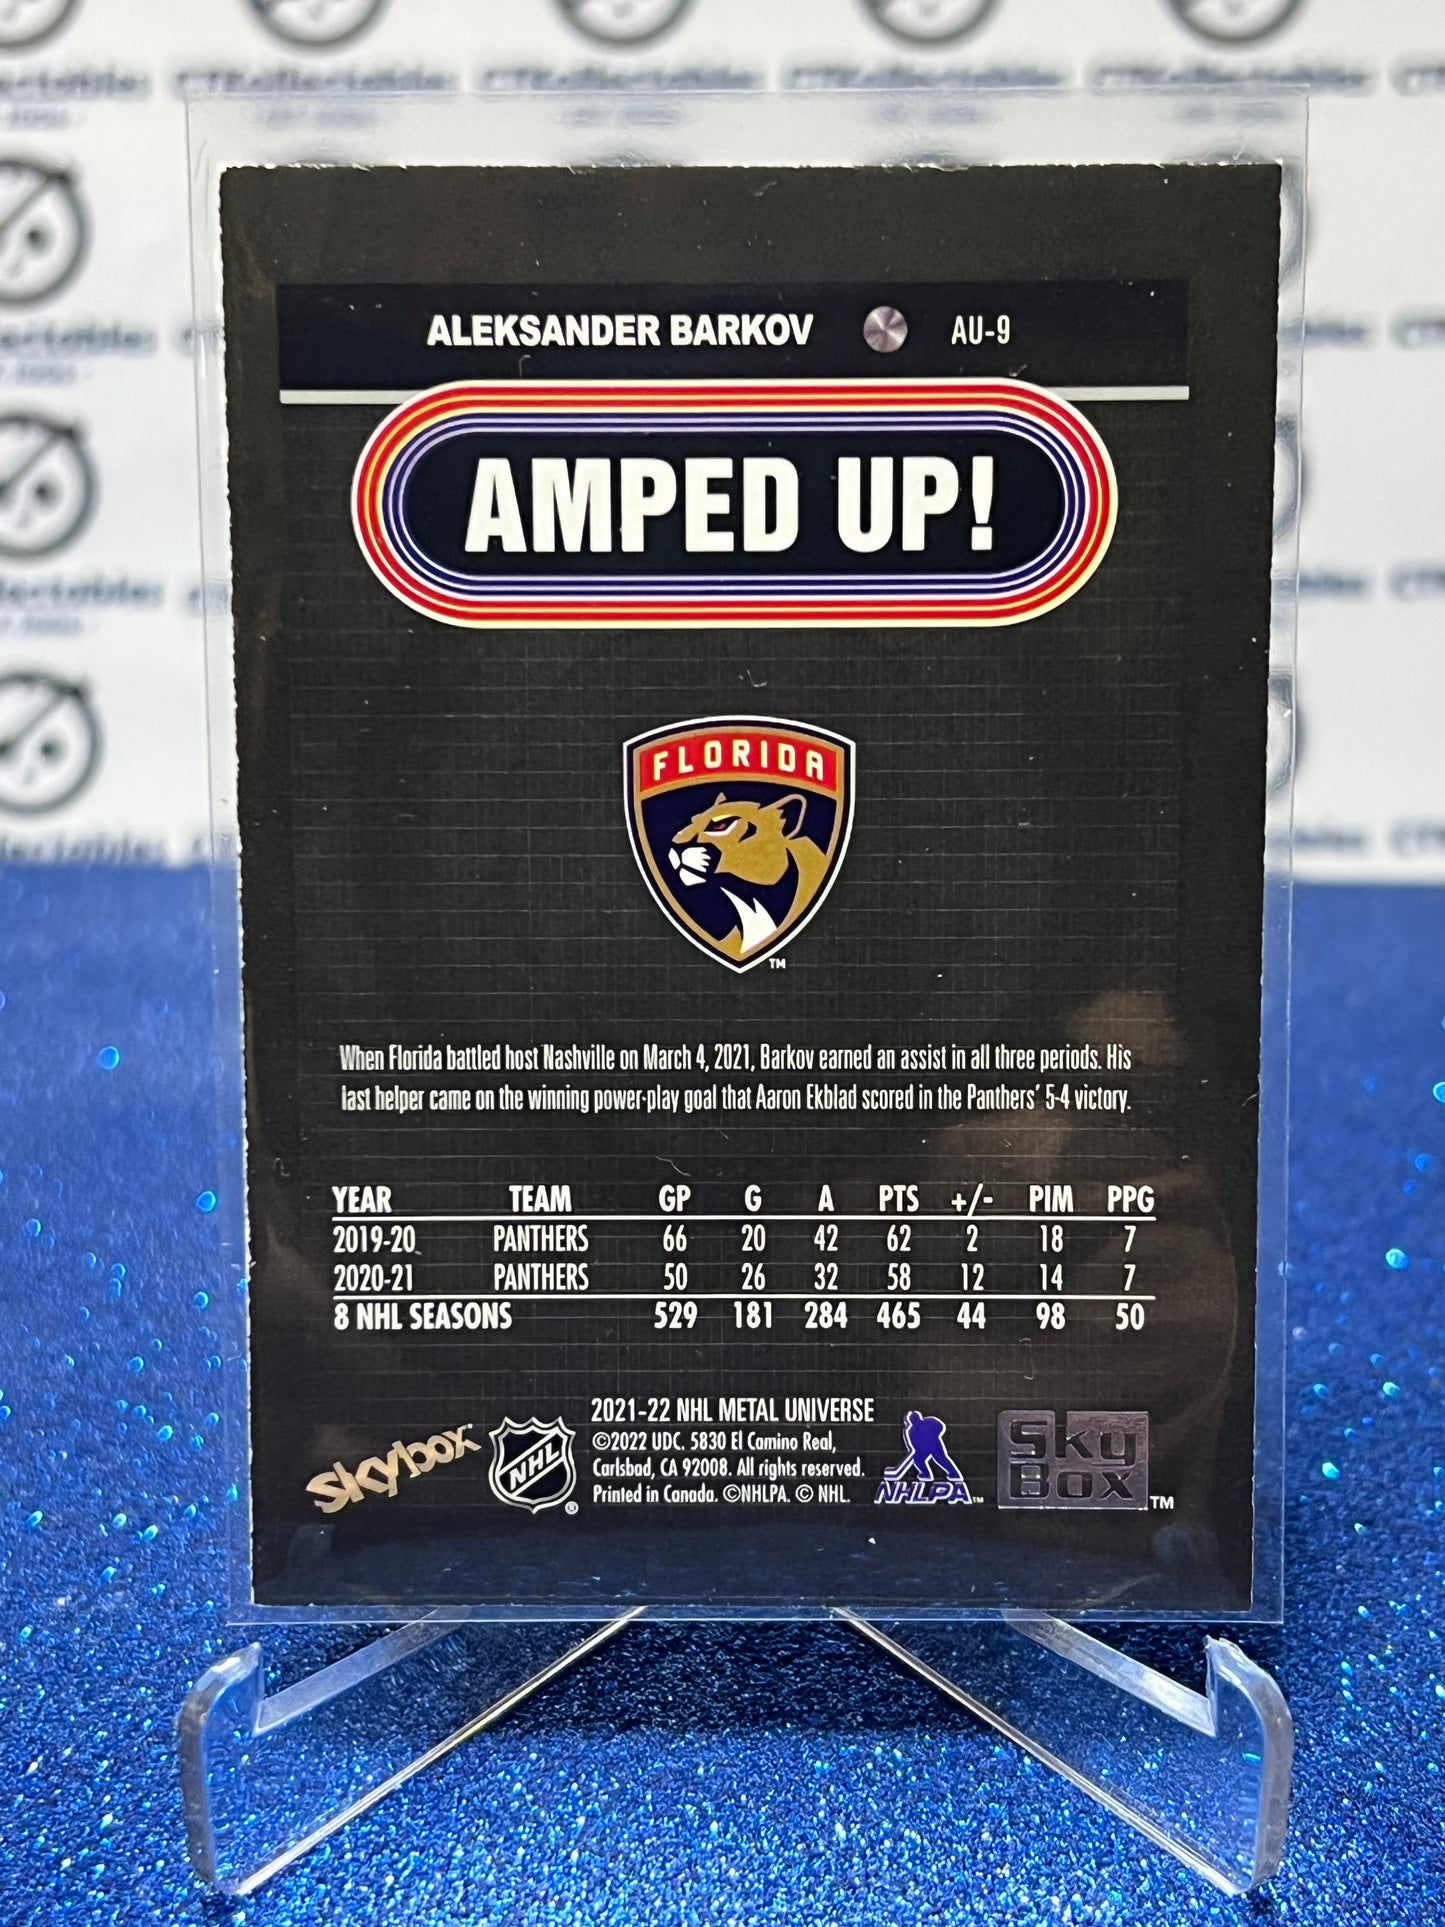 ALEKSANDER BARKOV AU-9
AMPED UP!
FLORIDA
TM
When Florida battled host Nashville on March 4, 2021, Barkov earned an assist in all three periods. His
last helper came on the winning power-play goal that Aaron Ekblad scored in the Panthers' 5-4 victory.
YEAR TEAM GP G A PTS +/- PIM PPG
2019-20 PANTHERS 66 20 42 62 2 18 7
2020-21 PANTHERS 50 26 32 58 12 14 7
8 NHL SEASONS 529 181 284 465 44 98 50
2021-22 NHL METAL UNIVERSE
©2022 UDC. 5830 El Camino Real,
Carlsbad, CA 92008. All rights reserved.
Printed in Canada. ©NHLPA. © NHL.
skybox
NHL
NHLPA TM
SKY
BOX TM